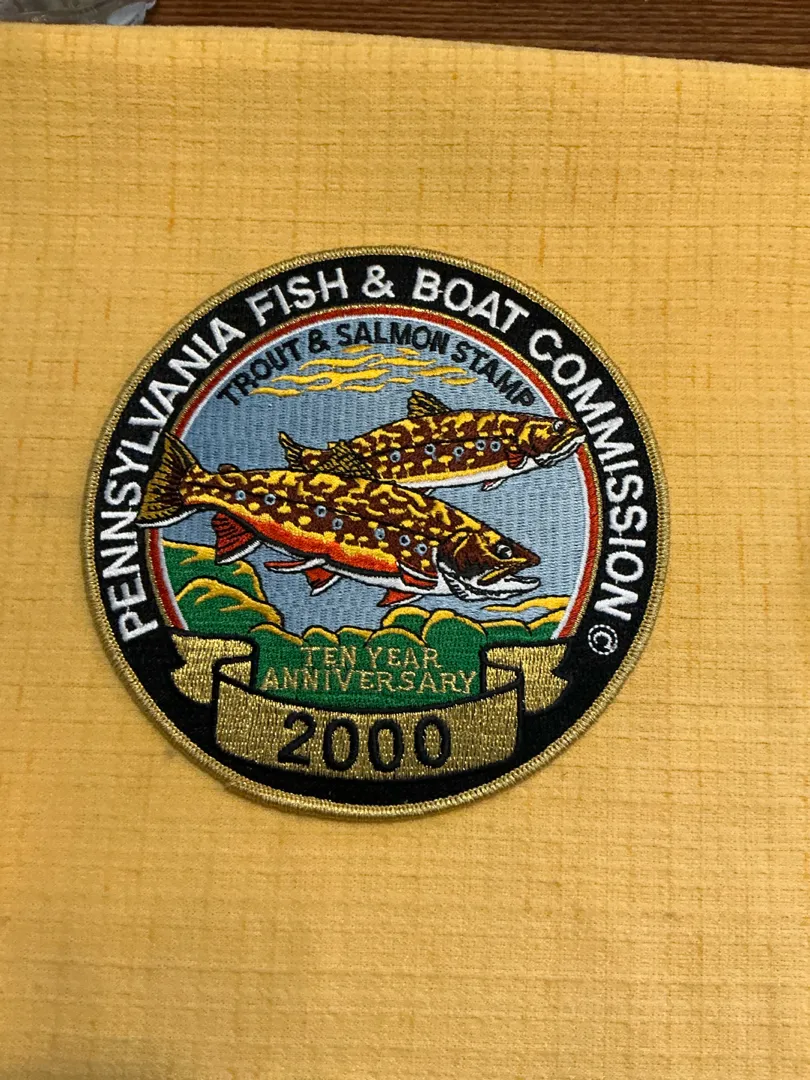 PENNSYLVANIA FISH & BOAT COMMISSION ©
TROUT & SALMON STAMP
TEN YEAR
ANNIVERSARY
2000